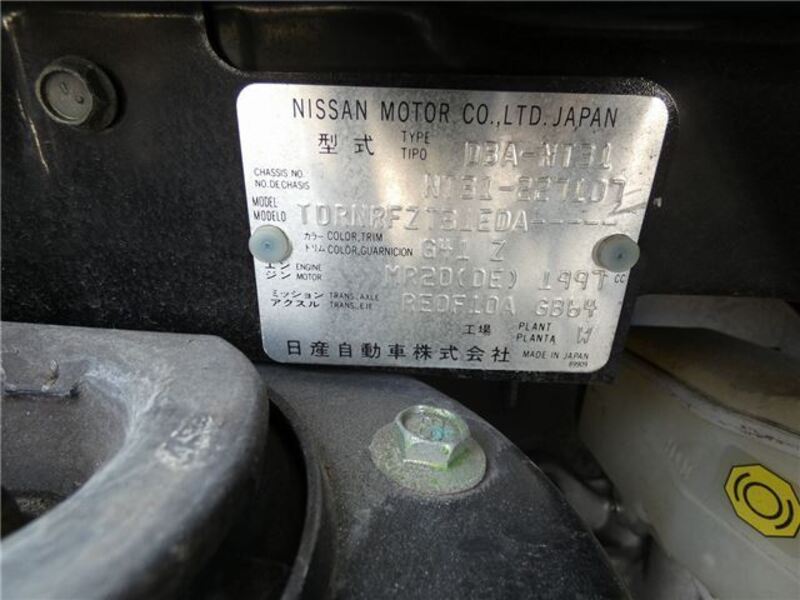 NISSAN MOTOR CO.,LTD. JAPAN
型式 TYPE TIPO DBA-NT31
CHASSIS NO. NO.DE CHASIS NT31-227107
MODEL MODELO TDRNRFZT31EDA-----
カラー COLOR,TRIM トリム COLOR,GUARNICION G41 Z
エンジン ENGINE MOTOR MR20(DE) 1997 CC
ミッション TRANS.,AXLE アクスル TRANS.,EJE RE0F10A GB64
工場 PLANT PLANTA W
日産自動車株式会社 MADE IN JAPAN
89909